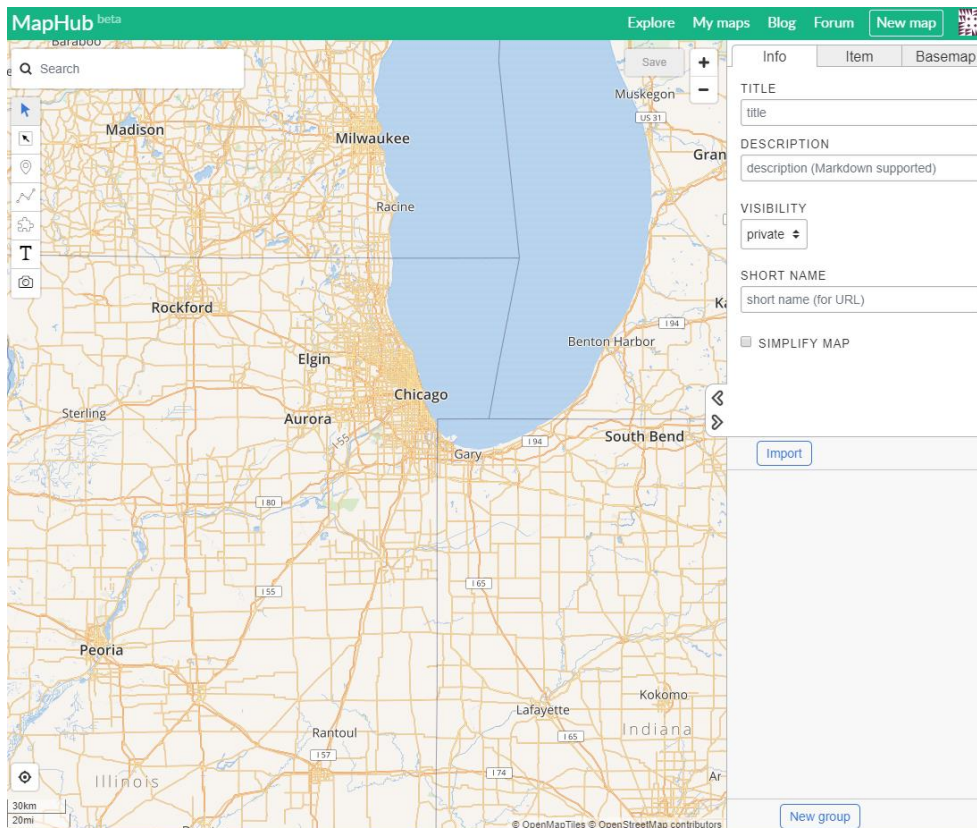 MapHub beta
Explore My maps Blog Forum New map
Baraboo
Search
Save
+
−
Muskegon
US 31
Madison
Milwaukee
Gran
Racine
T
Rockford
I 94
Benton Harbor
Elgin
Chicago
Sterling
Aurora
I-55
South Bend
I 94
Gary
I 80
I 65
I 55
Peoria
Kokomo
Lafayette
Indiana
Rantoul
I 65
I 57
I 74
Illinois
Ar
30km
20mi
© OpenMapTiles © OpenStreetMap contributors
Info Item Basemap
TITLE
title
DESCRIPTION
description (Markdown supported)
VISIBILITY
private
SHORT NAME
short name (for URL)
SIMPLIFY MAP
Import
New group